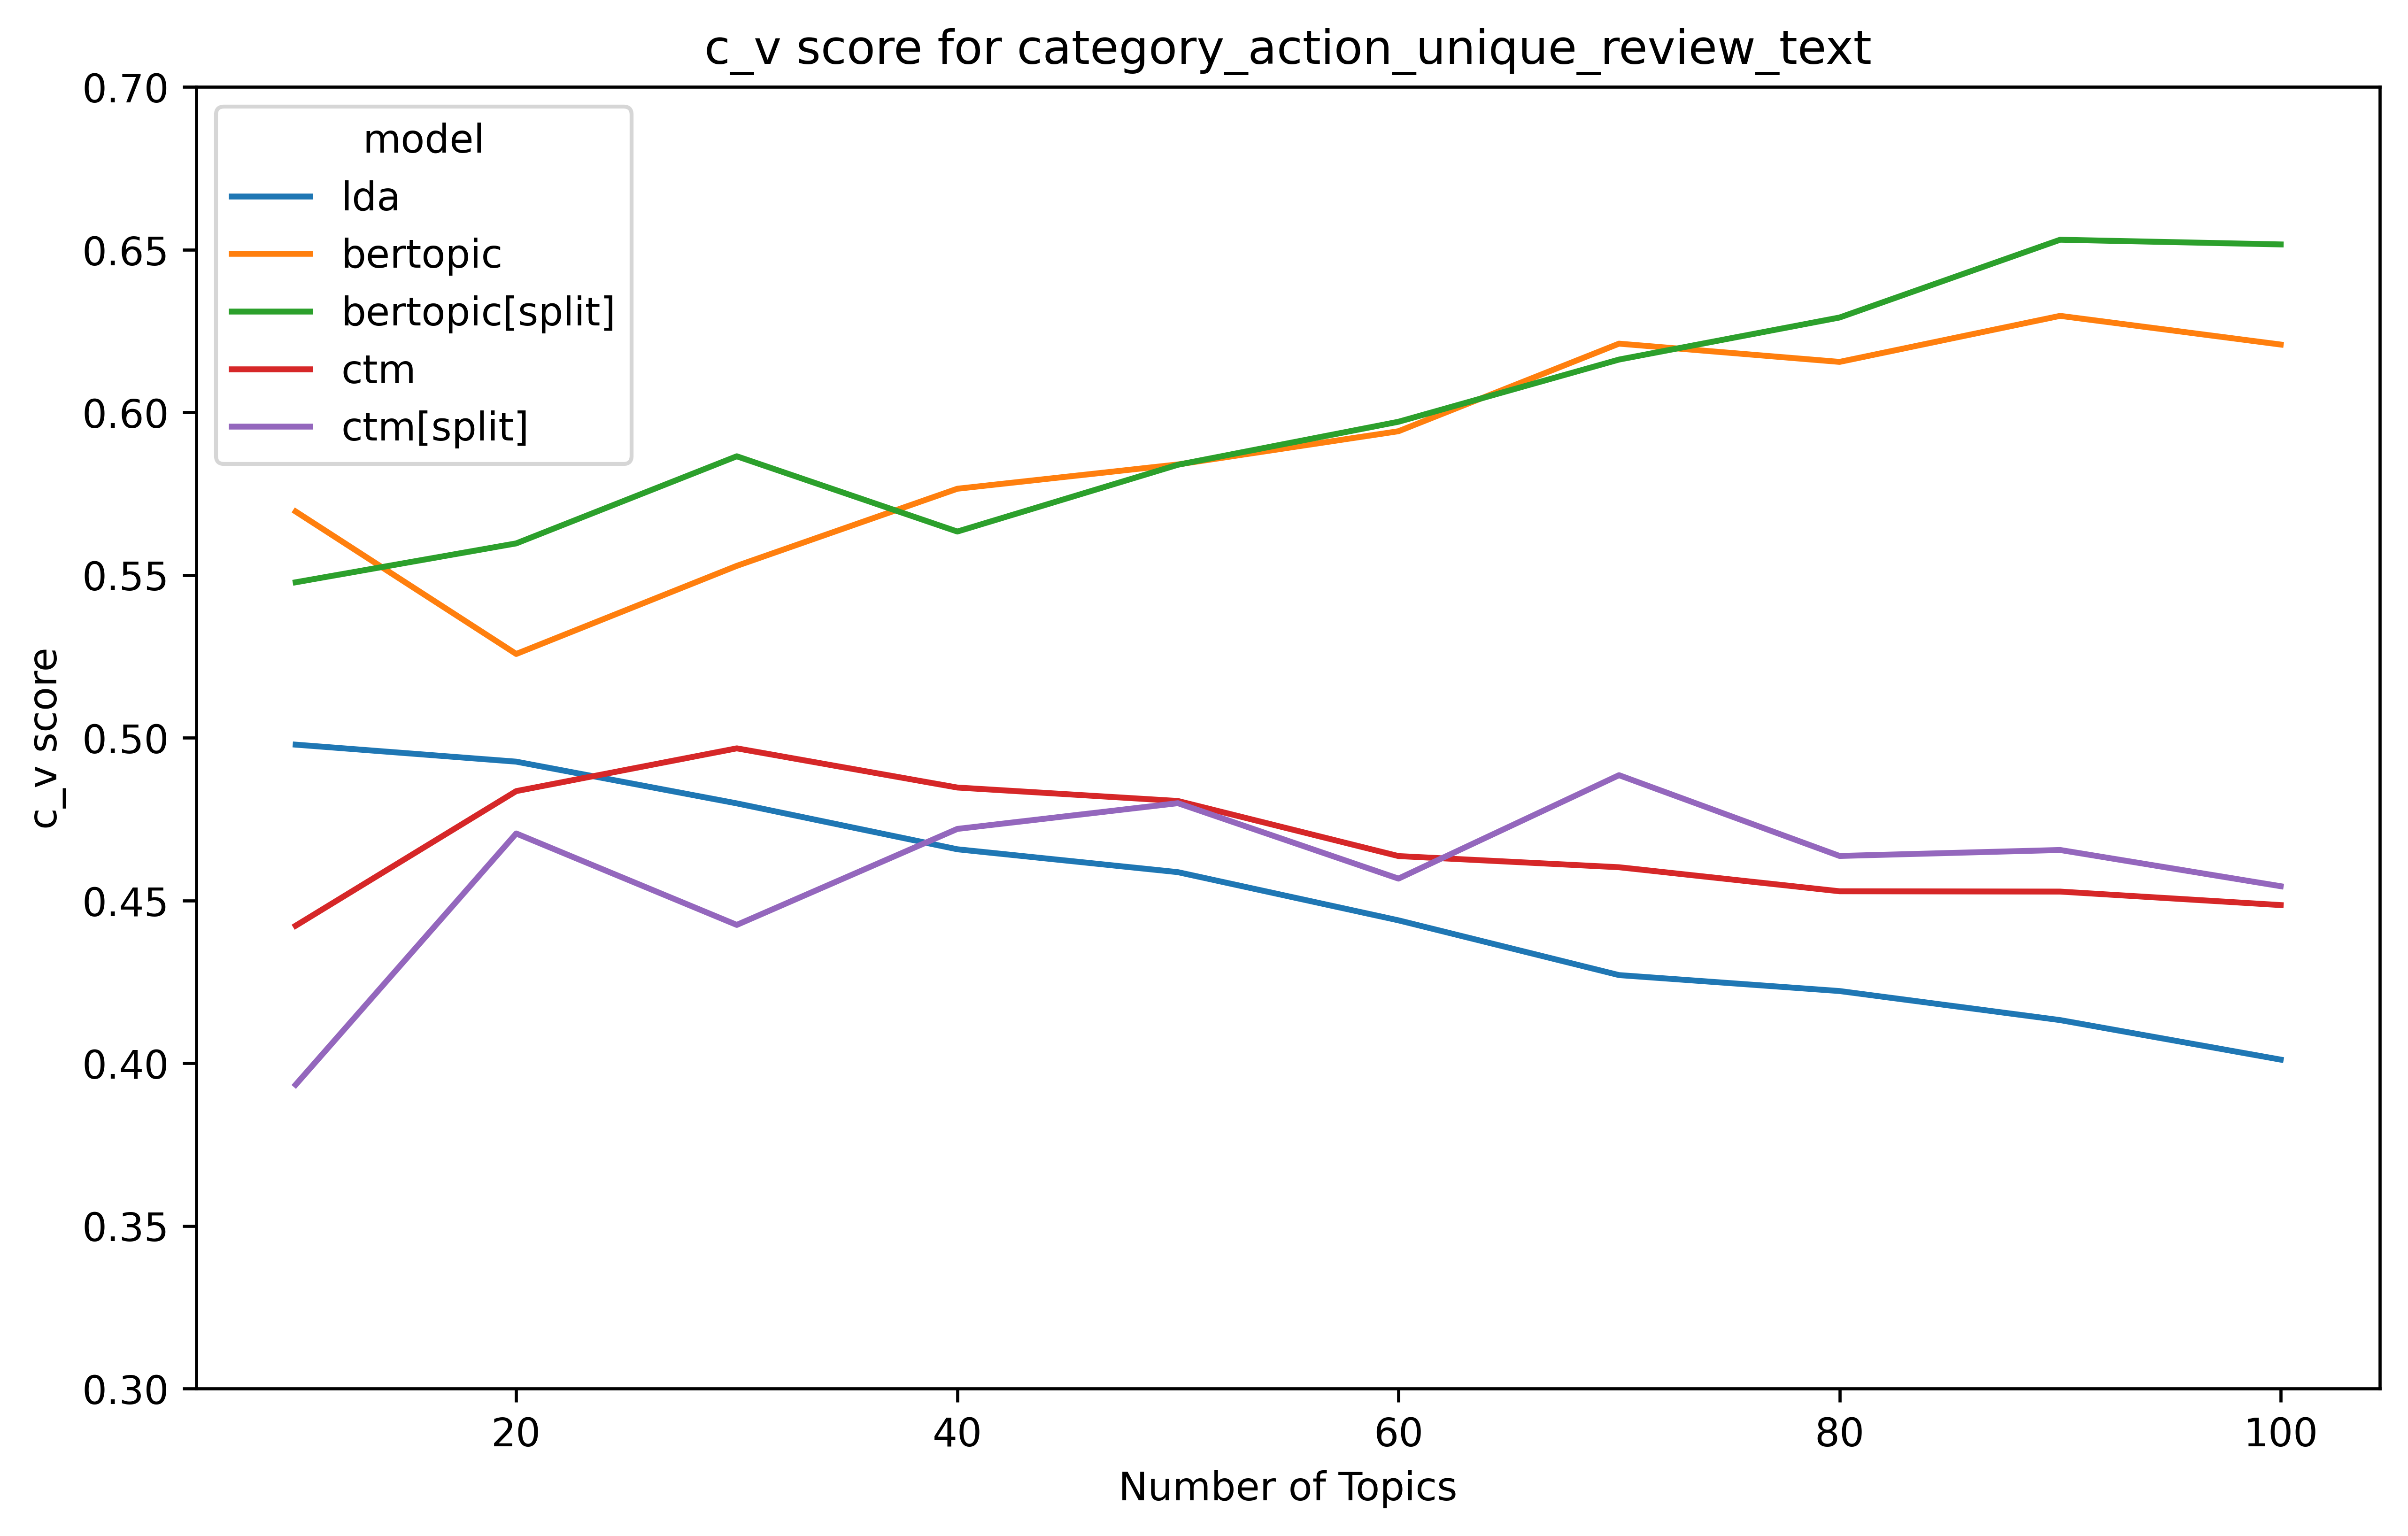 c_v score for category_action_unique_review_text
0.70
0.65
0.60
0.55
0.50
0.45
0.40
0.35
0.30
c_v score
model
lda
bertopic
bertopic[split]
ctm
ctm[split]
20
40
60
80
100
Number of Topics